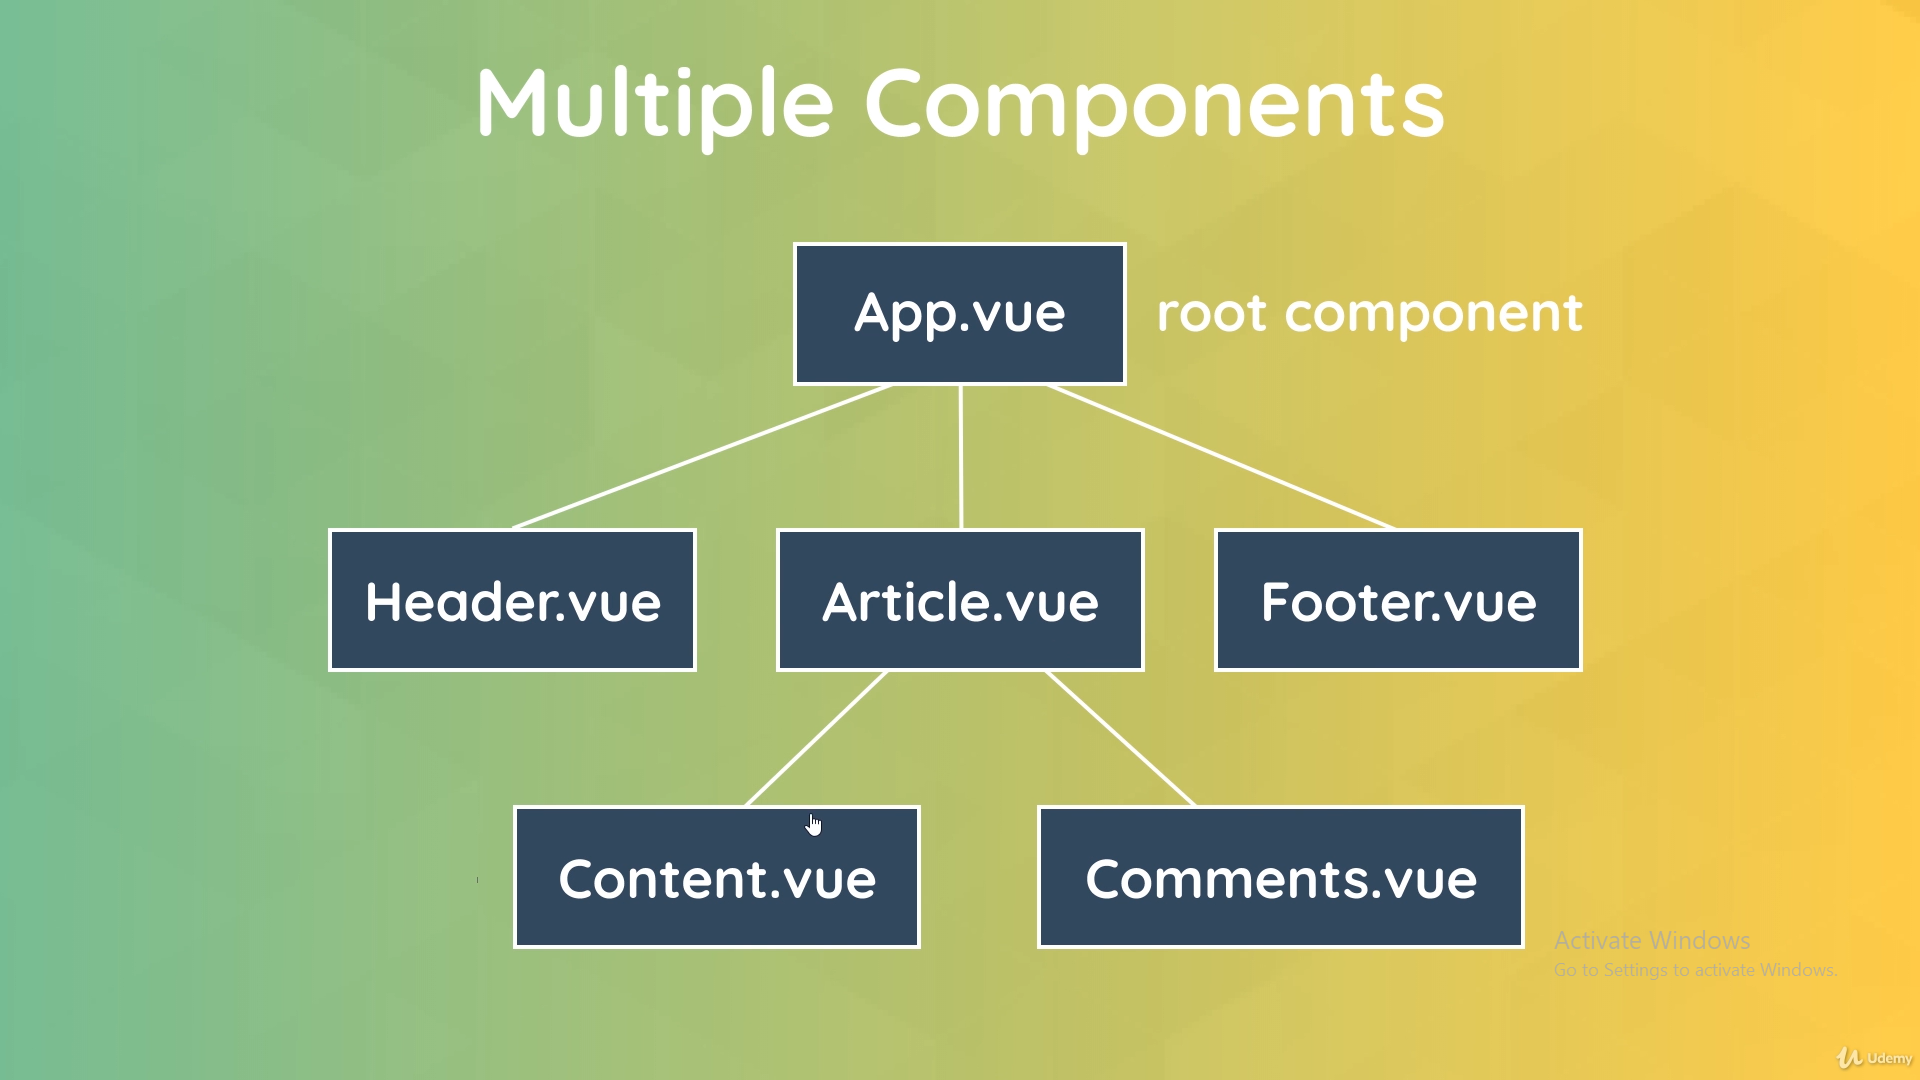 Multiple Components
App.vue
root component
Header.vue
Article.vue
Footer.vue
Content.vue
Comments.vue
Activate Windows
Go to Settings to activate Windows.
Udemy